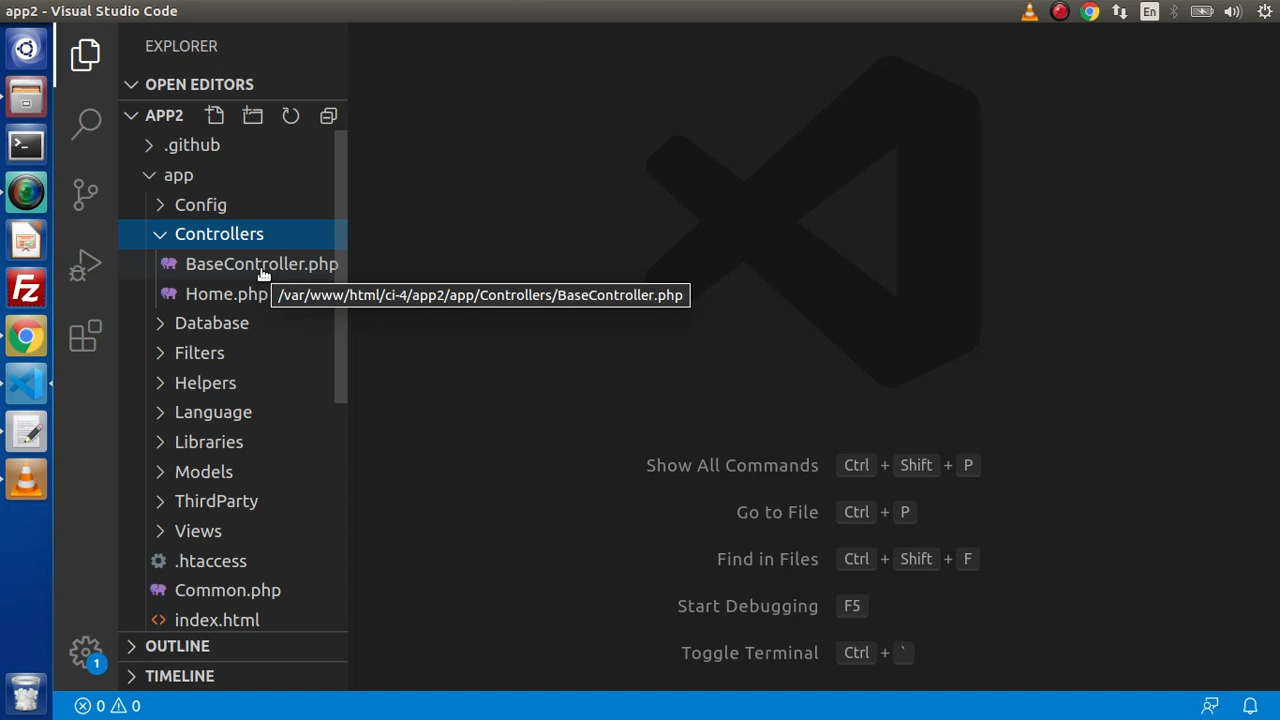 app2 - Visual Studio Code
En
EXPLORER
OPEN EDITORS
APP2
.github
app
Config
Controllers
BaseController.php
Home.php
/var/www/html/ci-4/app2/app/Controllers/BaseController.php
Database
Filters
Helpers
Language
Libraries
Models
ThirdParty
Views
.htaccess
Common.php
index.html
OUTLINE
TIMELINE
Show All Commands Ctrl + Shift + P
Go to File Ctrl + P
Find in Files Ctrl + Shift + F
Start Debugging F5
Toggle Terminal Ctrl + `
1
0 0